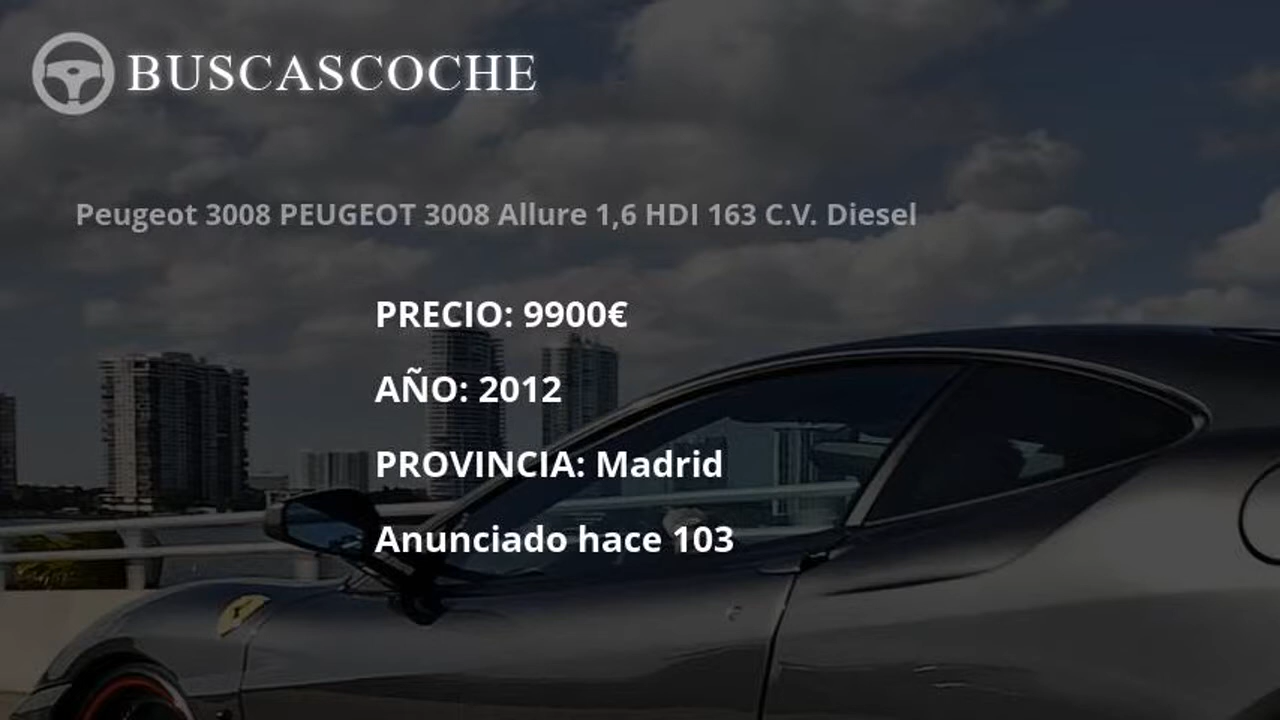 BUSCASCOCHE
Peugeot 3008 PEUGEOT 3008 Allure 1,6 HDI 163 C.V. Diesel
PRECIO: 9900€
AÑO: 2012
PROVINCIA: Madrid
Anunciado hace 103